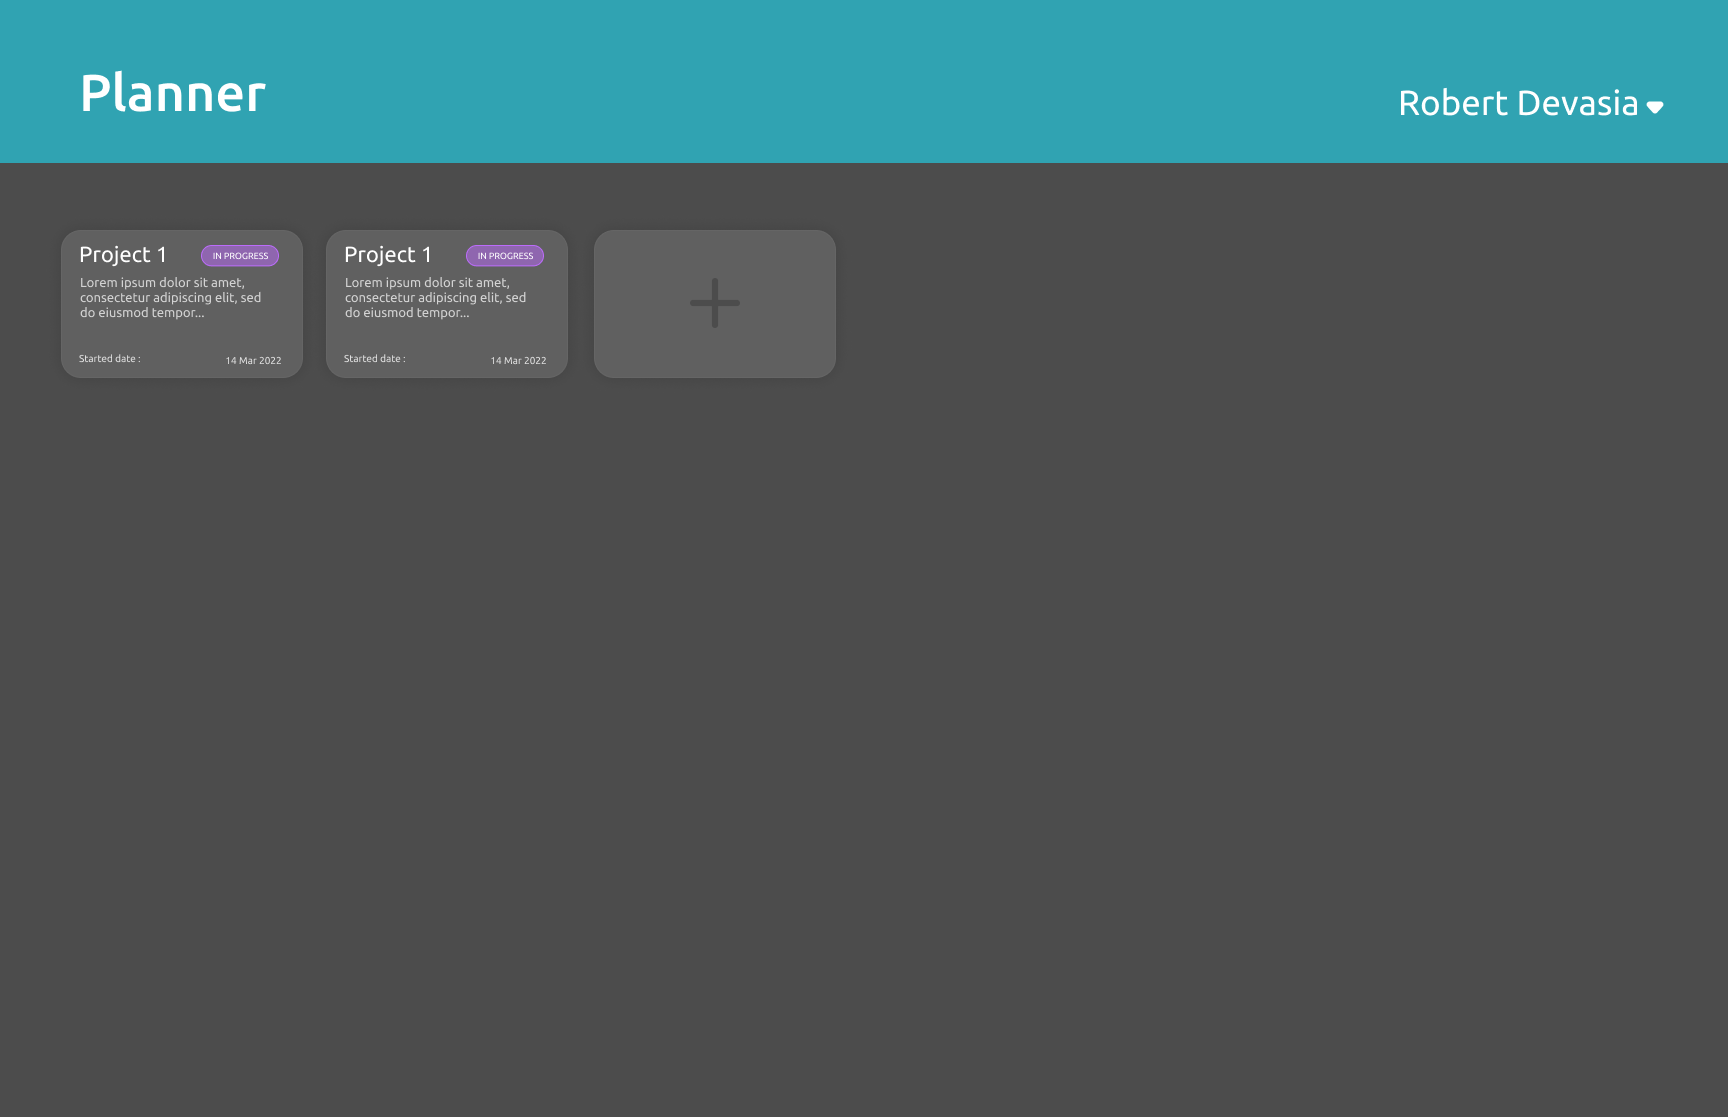 Planner
Robert Devasia
Project 1
IN PROGRESS
Lorem ipsum dolor sit amet,
consectetur adipiscing elit, sed
do eiusmod tempor...
Started date :
14 Mar 2022
Project 1
IN PROGRESS
Lorem ipsum dolor sit amet,
consectetur adipiscing elit, sed
do eiusmod tempor...
Started date :
14 Mar 2022